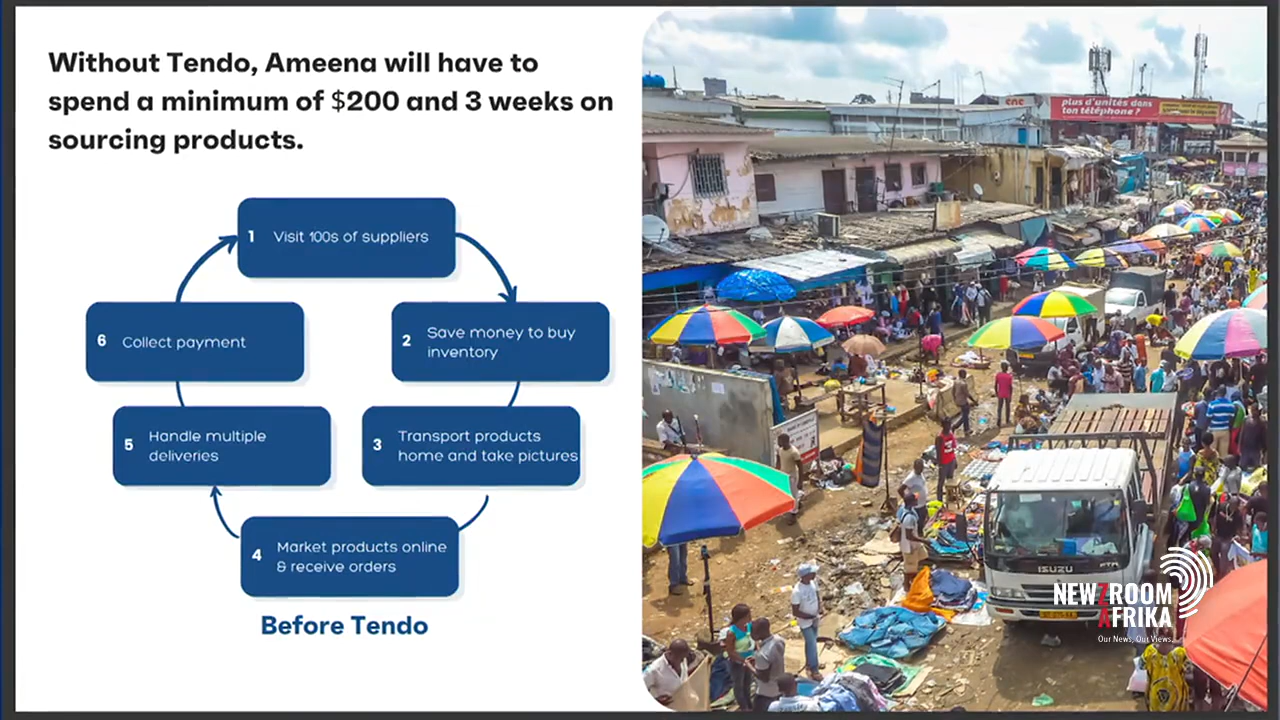 Without Tendo, Ameena will have to
spend a minimum of $200 and 3 weeks on
sourcing products.
1 Visit 100s of suppliers
2 Save money to buy
inventory
3 Transport products
home and take pictures
4 Market products online
& receive orders
5 Handle multiple
deliveries
6 Collect payment
Before Tendo
plus d'unités dans
ton téléphone ?
ISUZU
NEWZROOM
AFRIKA
Our News, Our Views.